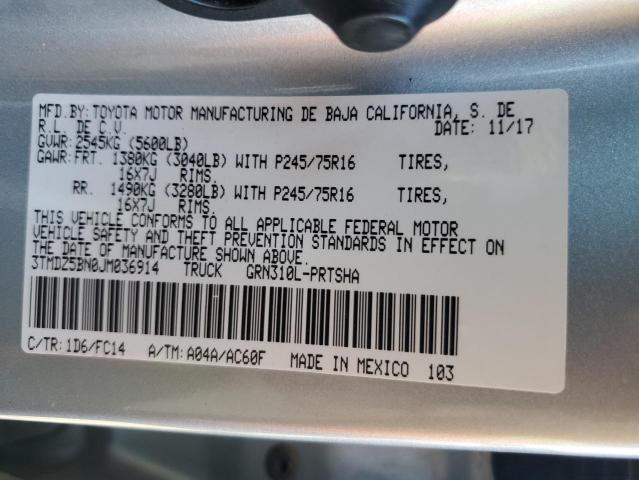 MFD.BY: TOYOTA MOTOR MANUFACTURING DE BAJA CALIFORNIA, S. DE
R.L. DE C.V. DATE: 11/17
GVWR: 2545KG (5600LB)
GAWR: FRT. 1380KG (3040LB) WITH P245/75R16 TIRES,
16X7J RIMS.
RR. 1490KG (3280LB) WITH P245/75R16 TIRES,
16X7J RIMS.
THIS VEHICLE CONFORMS TO ALL APPLICABLE FEDERAL MOTOR
VEHICLE SAFETY AND THEFT PREVENTION STANDARDS IN EFFECT ON
THE DATE OF MANUFACTURE SHOWN ABOVE.
3TMDZ5BN0JM036914 TRUCK GRN310L-PRTSHA
C/TR: 1D6/FC14 A/TM: A04A/AC60F MADE IN MEXICO 103